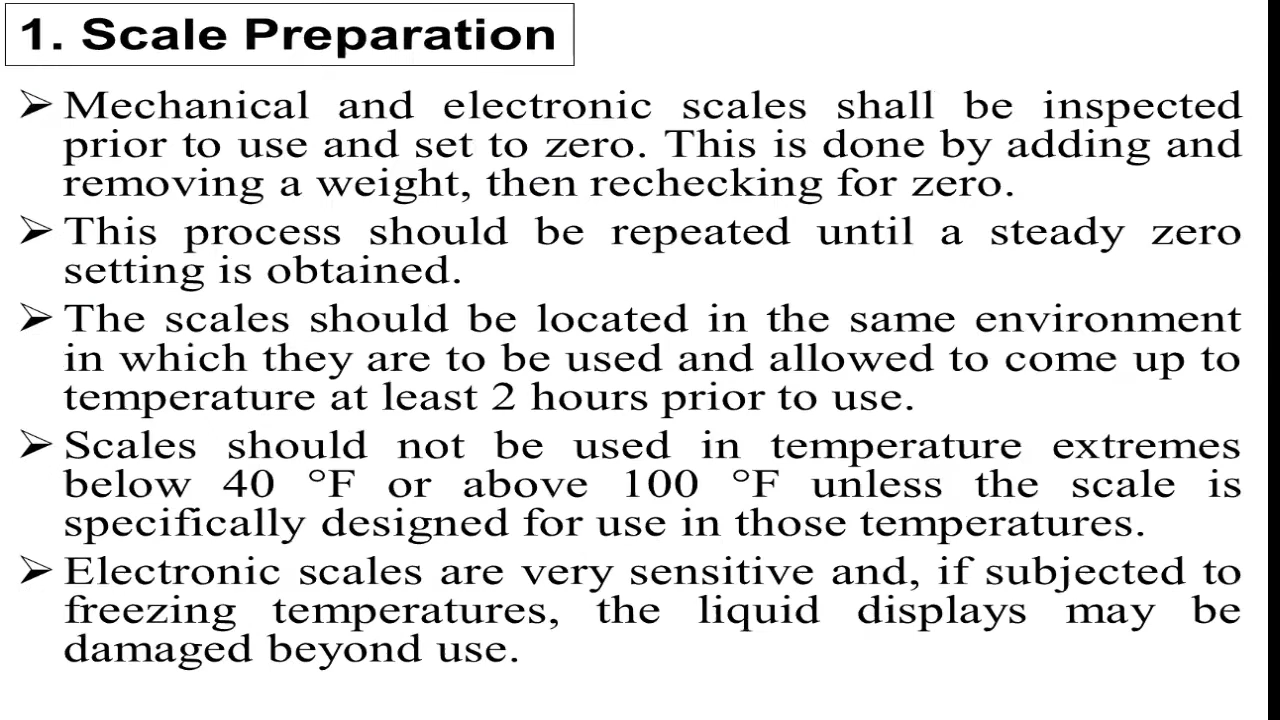 1. Scale Preparation
➢ Mechanical and electronic scales shall be inspected
prior to use and set to zero. This is done by adding and
removing a weight, then rechecking for zero.
➢ This process should be repeated until a steady zero
setting is obtained.
➢ The scales should be located in the same environment
in which they are to be used and allowed to come up to
temperature at least 2 hours prior to use.
➢ Scales should not be used in temperature extremes
below 40 °F or above 100 °F unless the scale is
specifically designed for use in those temperatures.
➢ Electronic scales are very sensitive and, if subjected to
freezing temperatures, the liquid displays may be
damaged beyond use.